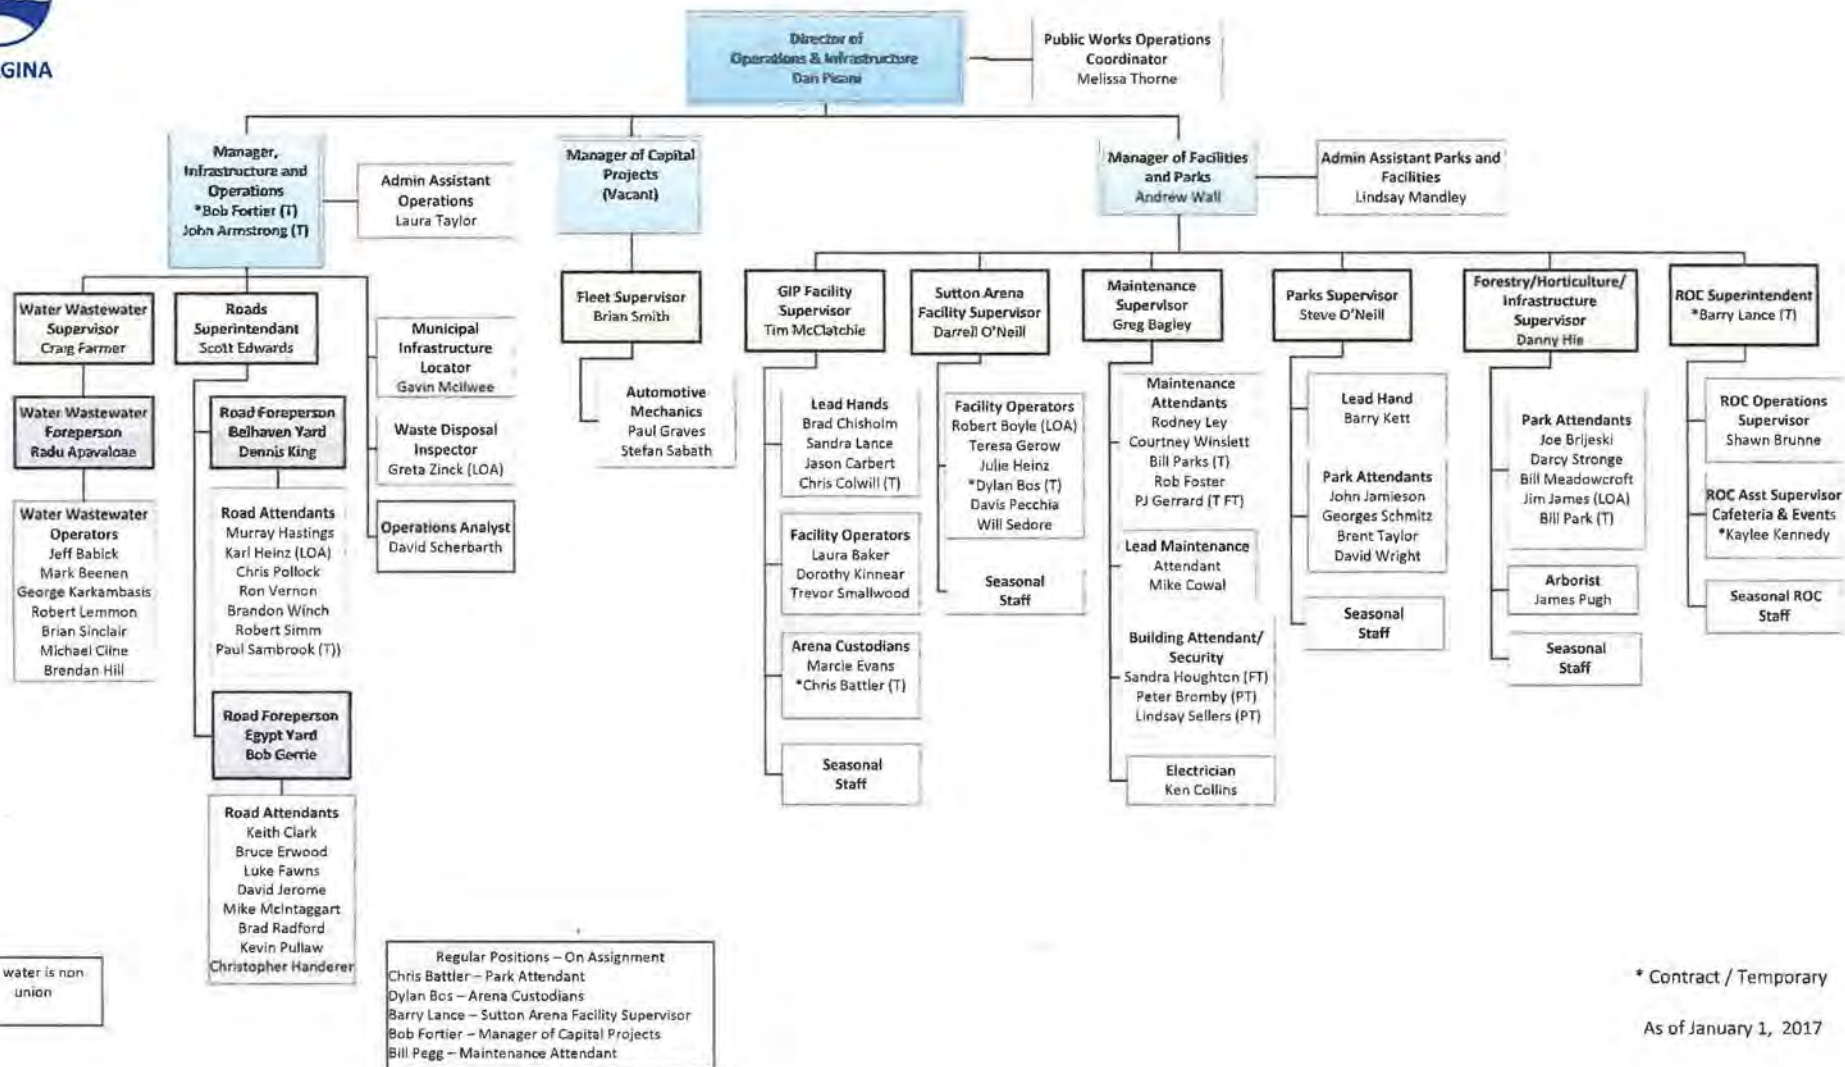 GINA
Director of
Operations & Infrastructure
Dan Pisani
Public Works Operations
Coordinator
Melissa Thorne
Manager,
Infrastructure and
Operations
*Bob Fortier (T)
John Armstrong (T)
Admin Assistant
Operations
Laura Taylor
Manager of Capital
Projects
(Vacant)
Manager of Facilities
and Parks
Andrew Wall
Admin Assistant Parks and
Facilities
Lindsay Mandley
Water Wastewater
Supervisor
Craig Farmer
Water Wastewater
Foreperson
Radu Apavaloae
Water Wastewater
Operators
Jeff Babick
Mark Beenen
George Karkambasis
Robert Lemmon
Brian Sinclair
Michael Cline
Brendan Hill
Roads
Superintendant
Scott Edwards
Road Foreperson
Belhaven Yard
Dennis King
Road Attendants
Murray Hastings
Karl Heinz (LOA)
Chris Pollock
Ron Vernon
Brandon Winch
Robert Simm
Paul Sambrook (T))
Road Foreperson
Egypt Yard
Bob Gerrie
Road Attendants
Keith Clark
Bruce Erwood
Luke Fawns
David Jerome
Mike McIntaggart
Brad Radford
Kevin Pullaw
Christopher Handerer
Municipal
Infrastructure
Locator
Gavin McIlwee
Waste Disposal
Inspector
Greta Zinck (LOA)
Operations Analyst
David Scherbarth
Fleet Supervisor
Brian Smith
Automotive
Mechanics
Paul Graves
Stefan Sabath
GIP Facility
Supervisor
Tim McClatchie
Lead Hands
Brad Chisholm
Sandra Lance
Jason Carbert
Chris Colwill (T)
Facility Operators
Laura Baker
Dorothy Kinnear
Trevor Smallwood
Arena Custodians
Marcie Evans
*Chris Battler (T)
Seasonal
Staff
Sutton Arena
Facility Supervisor
Darrell O'Neill
Facility Operators
Robert Boyle (LOA)
Teresa Gerow
Julie Heinz
*Dylan Bos (T)
Davis Pecchia
Will Sedore
Seasonal
Staff
Maintenance
Supervisor
Greg Bagley
Maintenance
Attendants
Rodney Ley
Courtney Winslett
Bill Parks (T)
Rob Foster
PJ Gerrard (T FT)
Lead Maintenance
Attendant
Mike Cowal
Building Attendant/
Security
Sandra Houghton (FT)
Peter Bromby (PT)
Lindsay Sellers (PT)
Electrician
Ken Collins
Parks Supervisor
Steve O'Neill
Lead Hand
Barry Kett
Park Attendants
John Jamieson
Georges Schmitz
Brent Taylor
David Wright
Seasonal
Staff
Forestry/Horticulture/
Infrastructure
Supervisor
Danny Hie
Park Attendants
Joe Brijeski
Darcy Stronge
Bill Meadowcroft
Jim James (LOA)
Bill Park (T)
Arborist
James Pugh
Seasonal
Staff
ROC Superintendent
*Barry Lance (T)
ROC Operations
Supervisor
Shawn Brunne
ROC Asst Supervisor
Cafeteria & Events
*Kaylee Kennedy
Seasonal ROC
Staff
water is non
union
Regular Positions – On Assignment
Chris Battler – Park Attendant
Dylan Bos – Arena Custodians
Barry Lance – Sutton Arena Facility Supervisor
Bob Fortier – Manager of Capital Projects
Bill Pegg – Maintenance Attendant
* Contract / Temporary
As of January 1, 2017